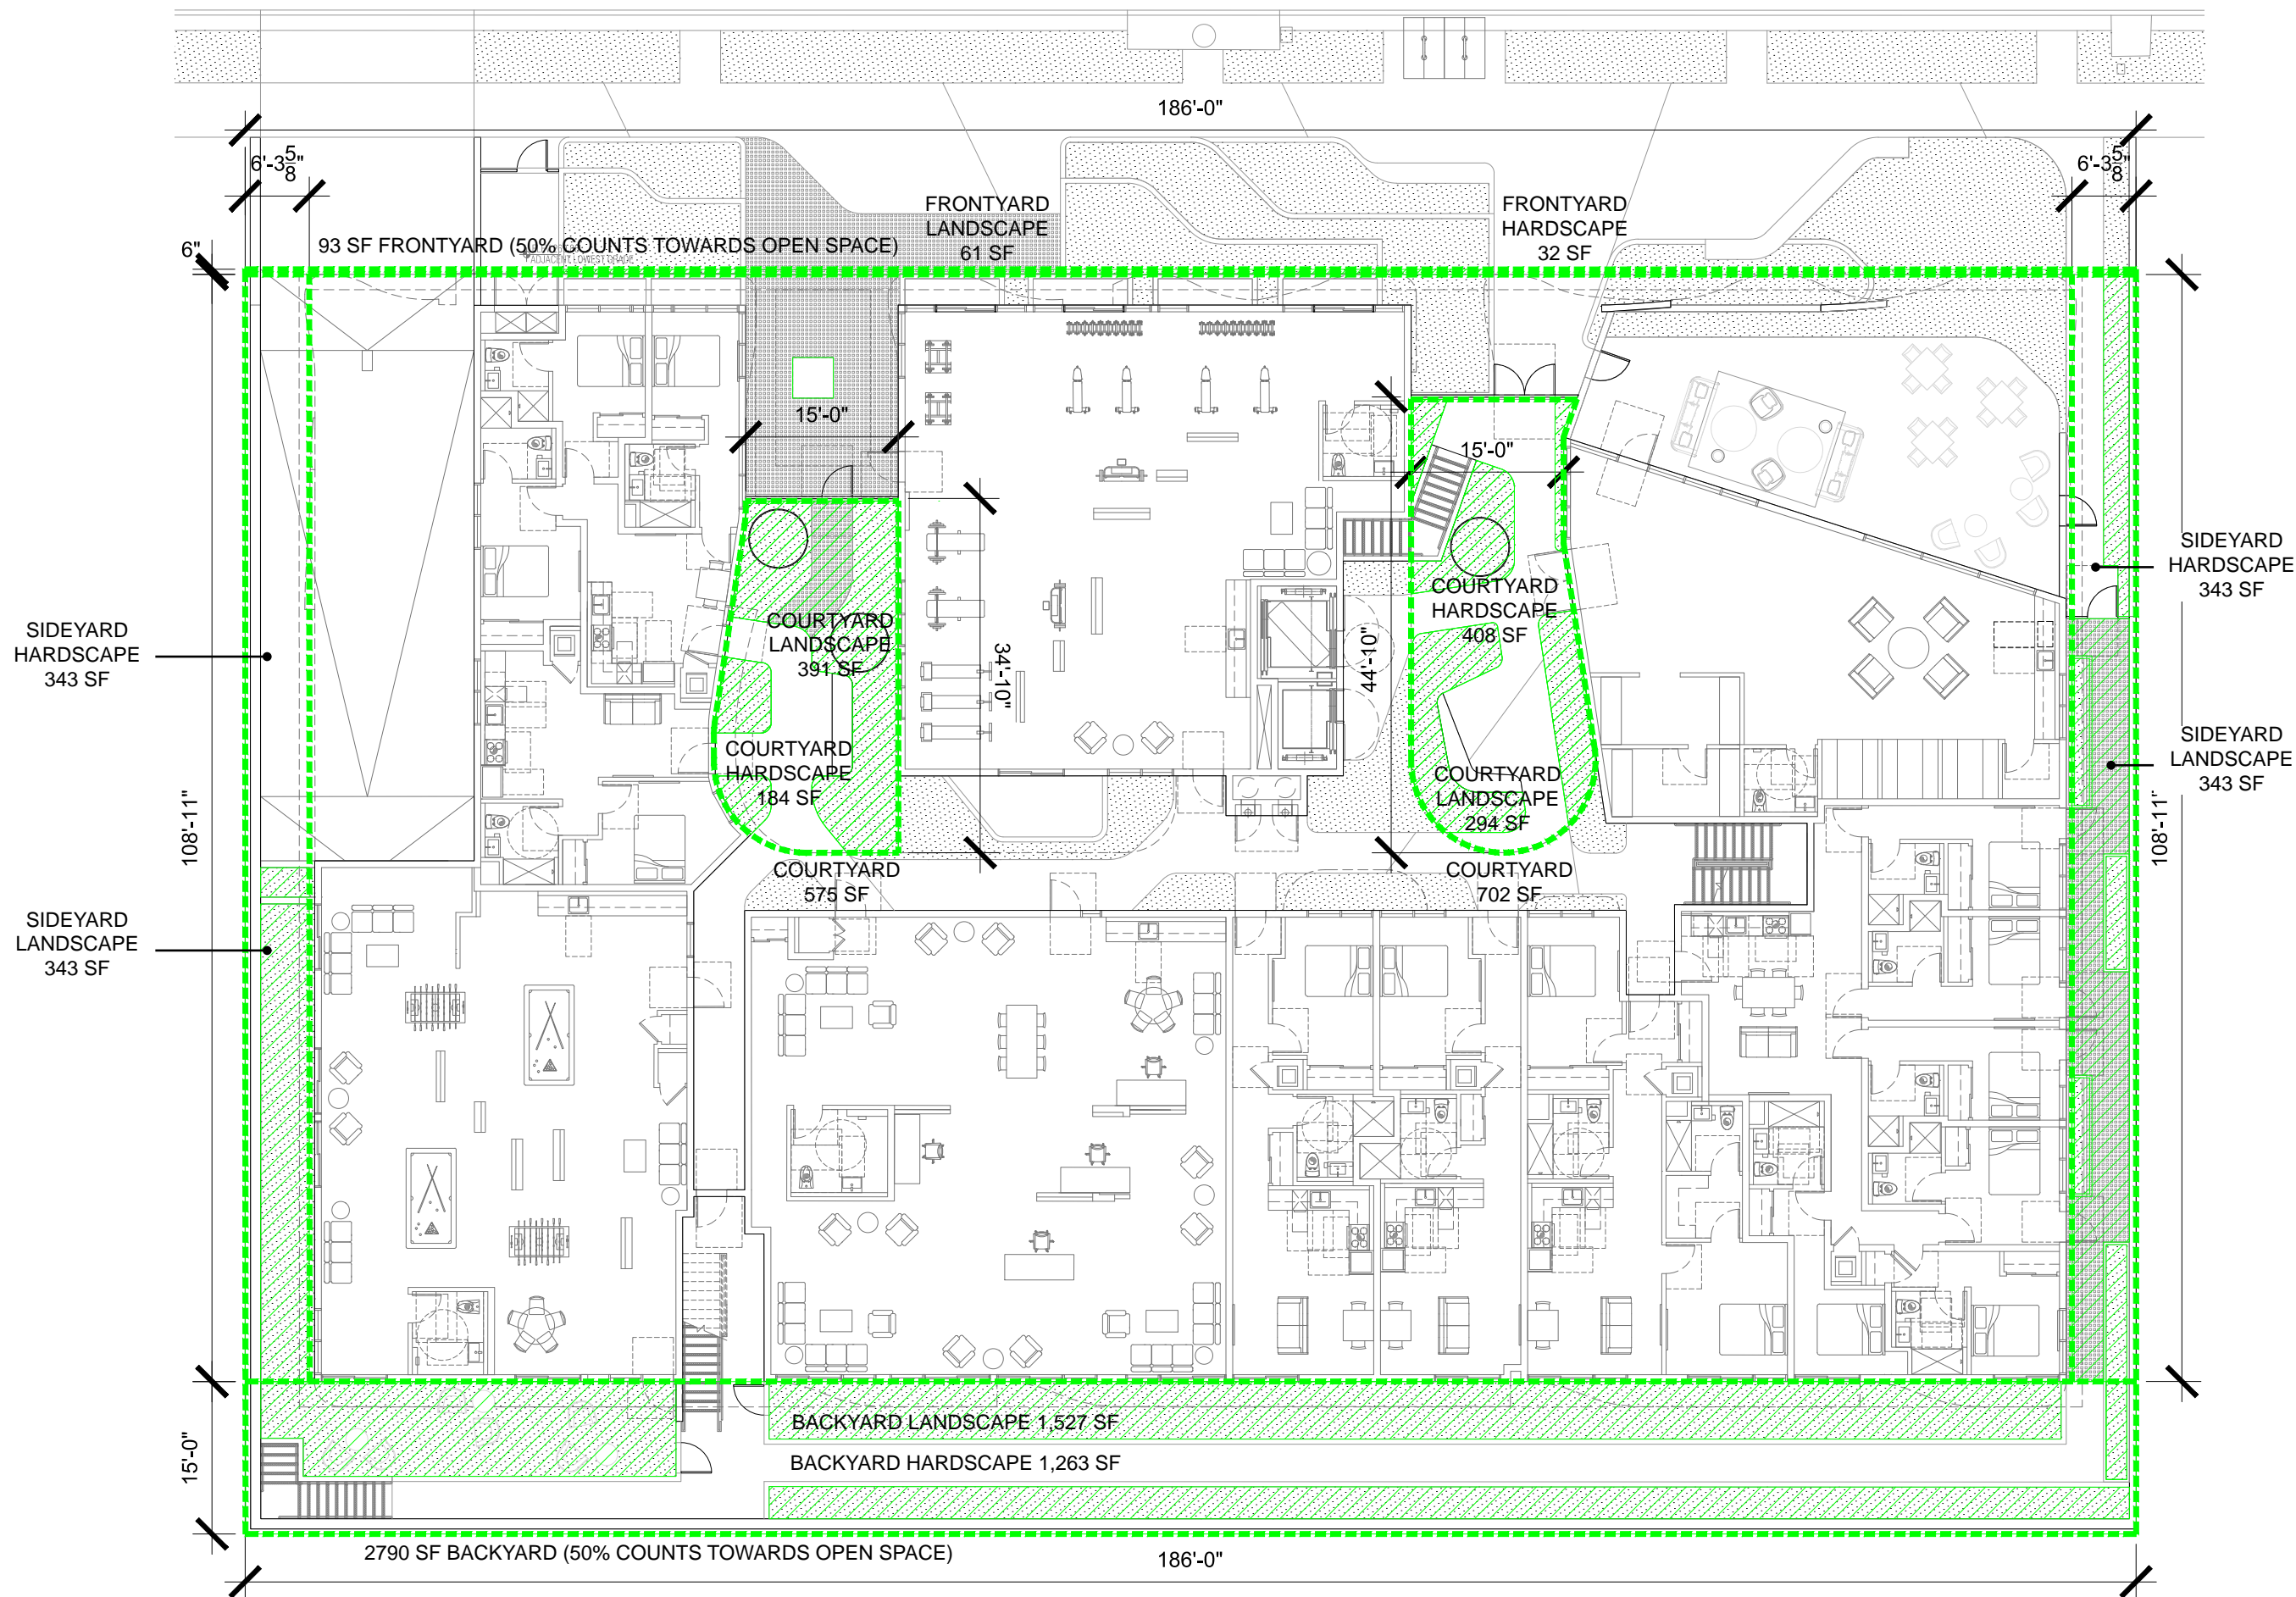 186'-0"
6'-3 5/8"
6'-3 5/8"
FRONTYARD
LANDSCAPE
61 SF
FRONTYARD
HARDSCAPE
32 SF
6"
93 SF FRONTYARD (50% COUNTS TOWARDS OPEN SPACE)
ADJACENT LOWEST GRADE
15'-0"
15'-0"
SIDEYARD
HARDSCAPE
343 SF
COURTYARD
HARDSCAPE
408 SF
COURTYARD
LANDSCAPE
391 SF
SIDEYARD
HARDSCAPE
343 SF
34'-10"
44'-10"
COURTYARD
HARDSCAPE
184 SF
SIDEYARD
LANDSCAPE
343 SF
COURTYARD
LANDSCAPE
294 SF
108'-11"
108'-11"
COURTYARD
575 SF
COURTYARD
702 SF
SIDEYARD
LANDSCAPE
343 SF
BACKYARD LANDSCAPE 1,527 SF
15'-0"
BACKYARD HARDSCAPE 1,263 SF
2790 SF BACKYARD (50% COUNTS TOWARDS OPEN SPACE)
186'-0"